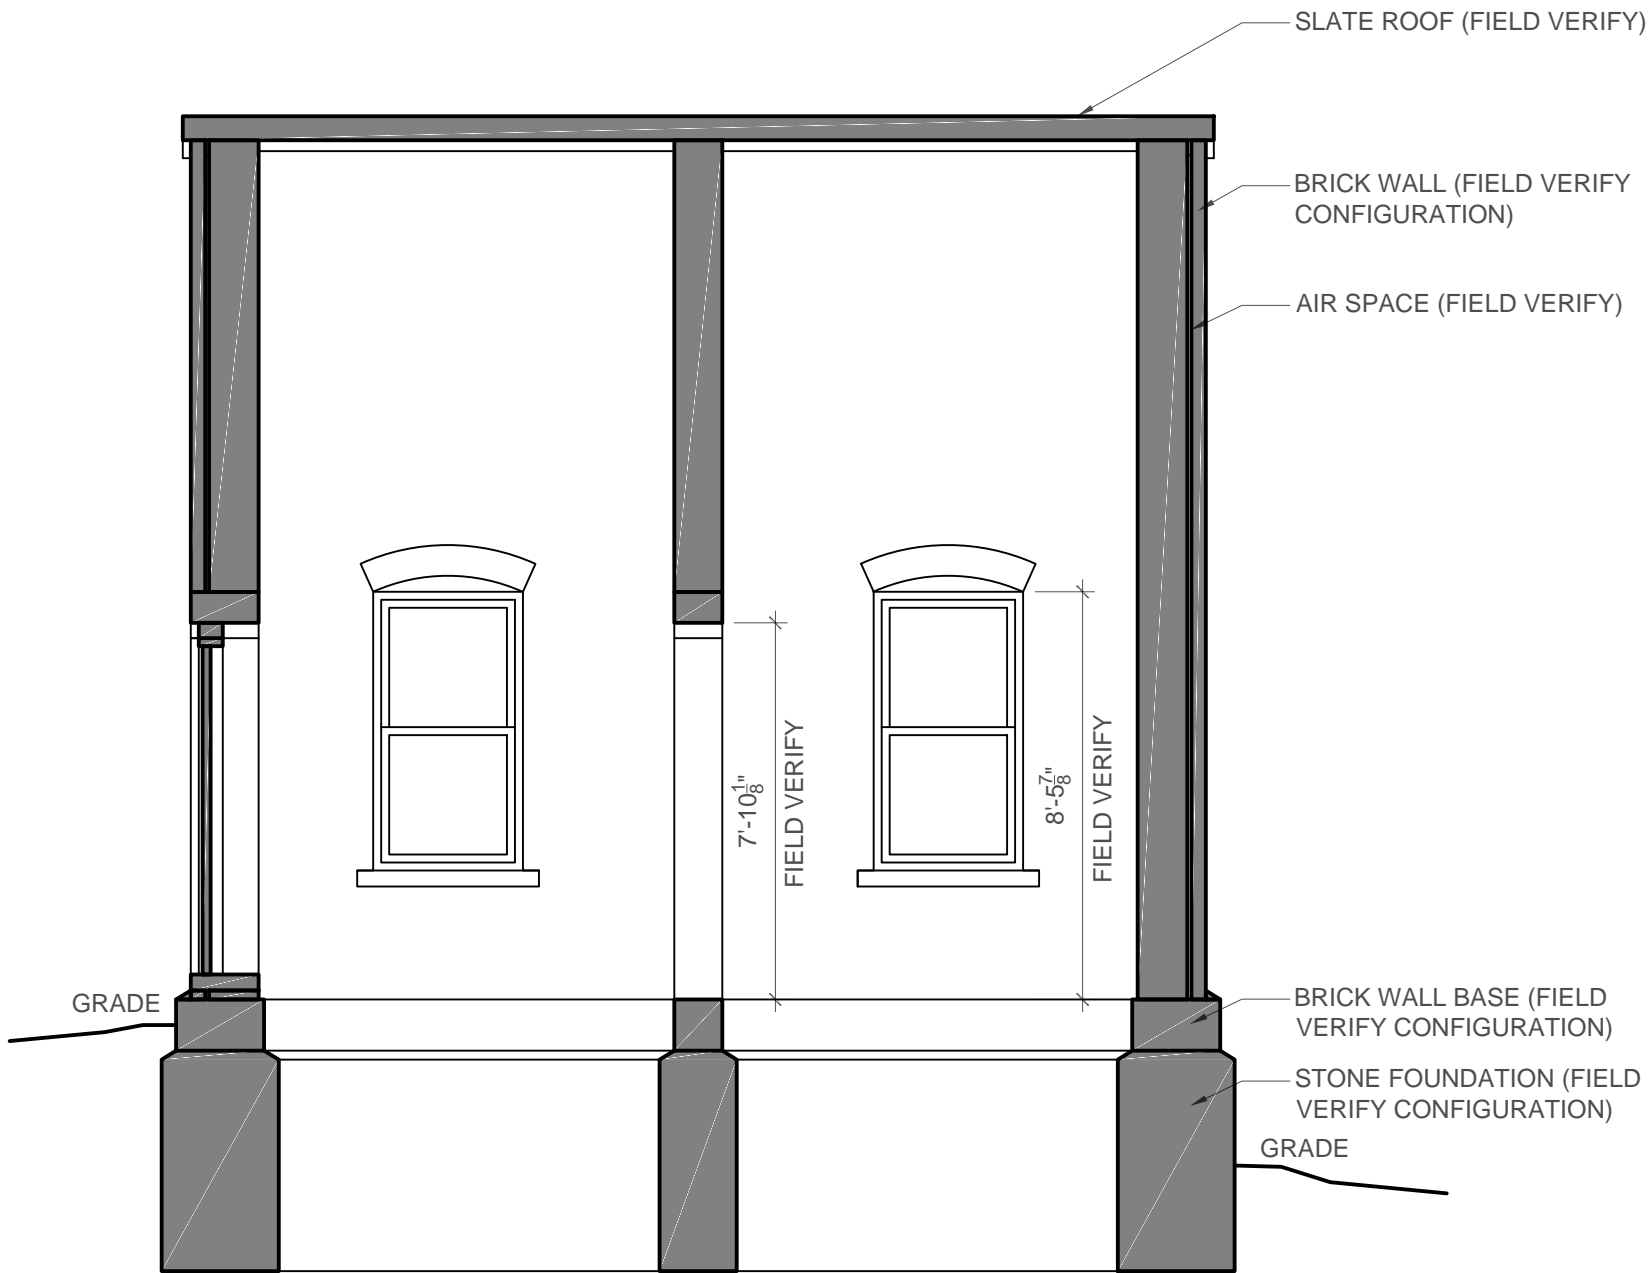 SLATE ROOF (FIELD VERIFY)
BRICK WALL (FIELD VERIFY
CONFIGURATION)
AIR SPACE (FIELD VERIFY)
7'-10⅛"
FIELD VERIFY
8'-5⅞"
FIELD VERIFY
GRADE
BRICK WALL BASE (FIELD
VERIFY CONFIGURATION)
STONE FOUNDATION (FIELD
VERIFY CONFIGURATION)
GRADE